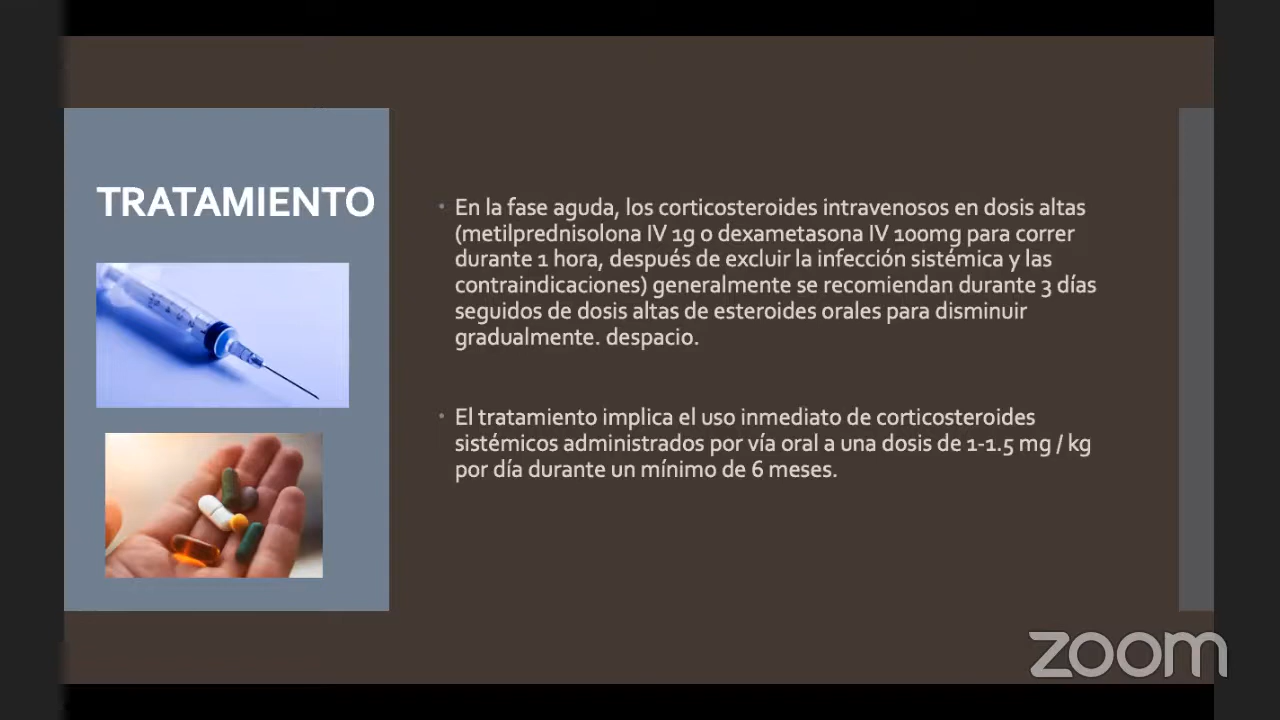 TRATAMIENTO
En la fase aguda, los corticosteroides intravenosos en dosis altas
(metilprednisolona IV 1g o dexametasona IV 100mg para correr
durante 1 hora, después de excluir la infección sistémica y las
contraindicaciones) generalmente se recomiendan durante 3 días
seguidos de dosis altas de esteroides orales para disminuir
gradualmente. despacio.
El tratamiento implica el uso inmediato de corticosteroides
sistémicos administrados por vía oral a una dosis de 1-1.5 mg / kg
por día durante un mínimo de 6 meses.
zoom